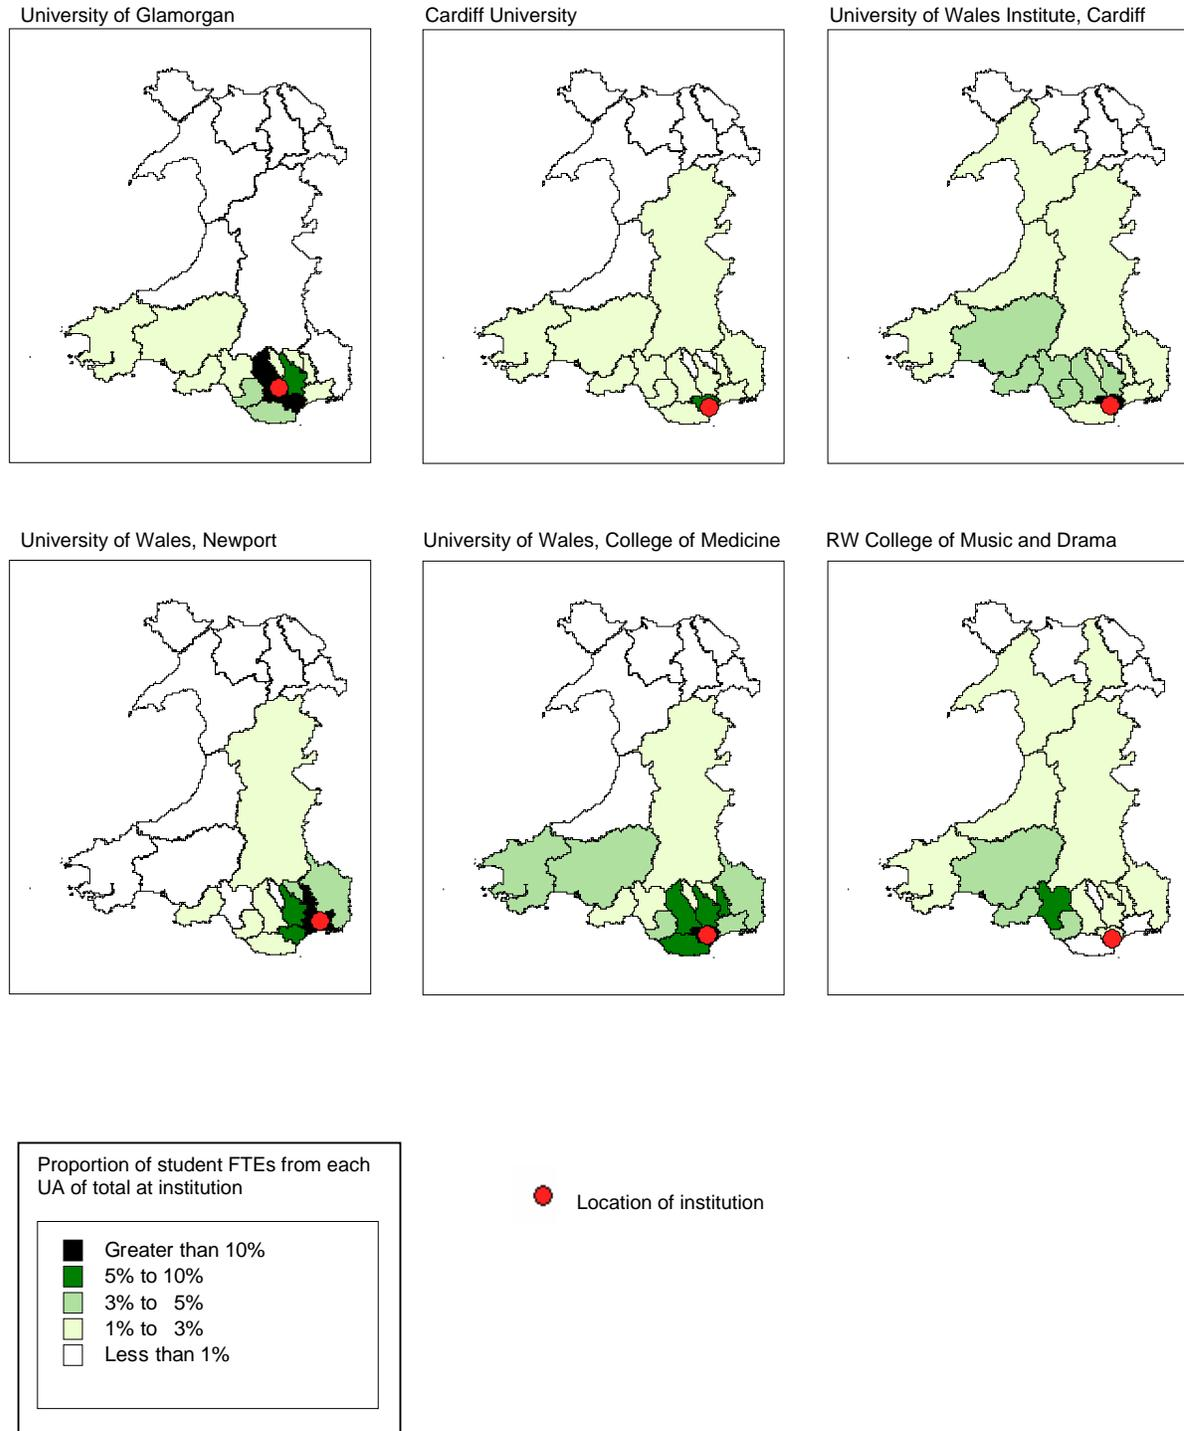 University of Glamorgan
Cardiff University
University of Wales Institute, Cardiff
University of Wales, Newport
University of Wales, College of Medicine
RW College of Music and Drama
Proportion of student FTEs from each
UA of total at institution
Greater than 10%
5% to 10%
3% to 5%
1% to 3%
Less than 1%
Location of institution